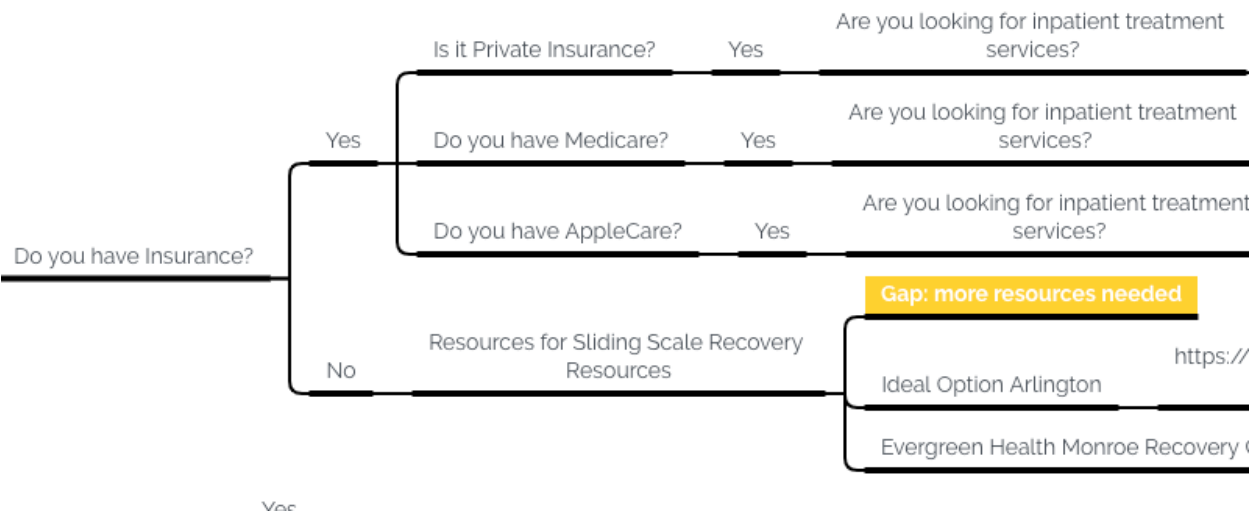 Are you looking for inpatient treatment
services?
Is it Private Insurance?
Yes
Are you looking for inpatient treatment
services?
Do you have Medicare?
Yes
Yes
Are you looking for inpatient treatment
services?
Do you have AppleCare?
Yes
Do you have Insurance?
Gap: more resources needed
Resources for Sliding Scale Recovery
Resources
No
https://
Ideal Option Arlington
Evergreen Health Monroe Recovery
Yes